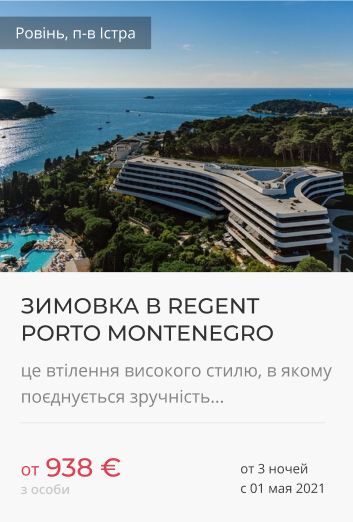 Ровінь, п-в Істра
ЗИМОВКА В REGENT
PORTO MONTENEGRO
це втілення високого стилю, в якому
поєднується зручність...
от 938 €
з особи
от 3 ночей
с 01 мая 2021